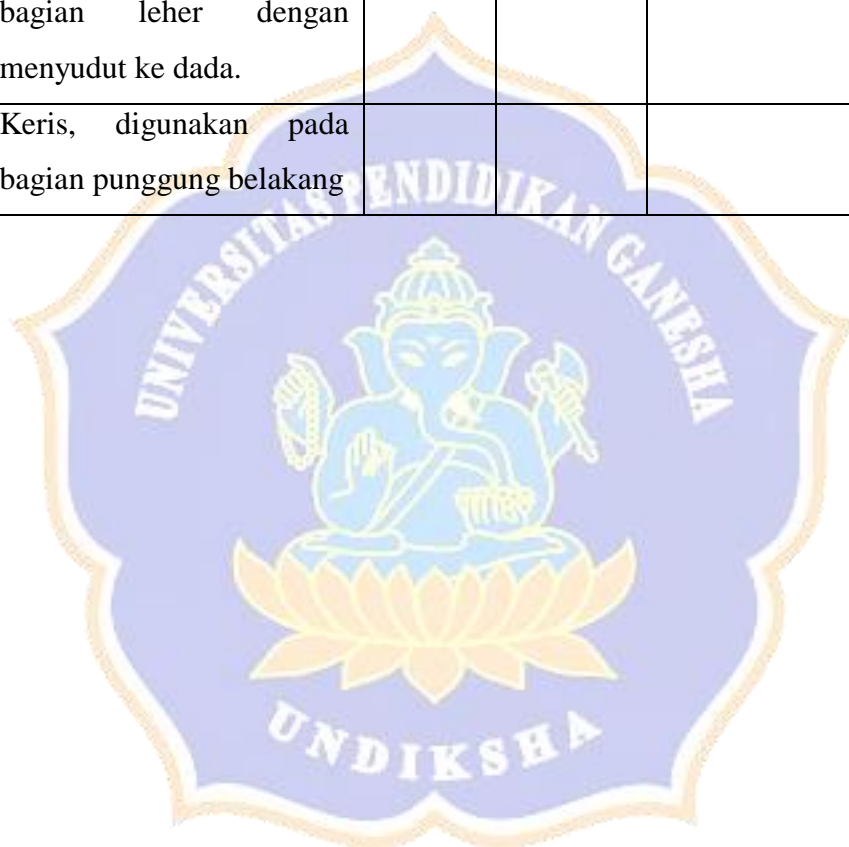 bagian leher dengan
menyudut ke dada.
Keris, digunakan pada
bagian punggung belakang
UNIVERSITAS PENDIDIKAN GANESHA
UNDIKSHA